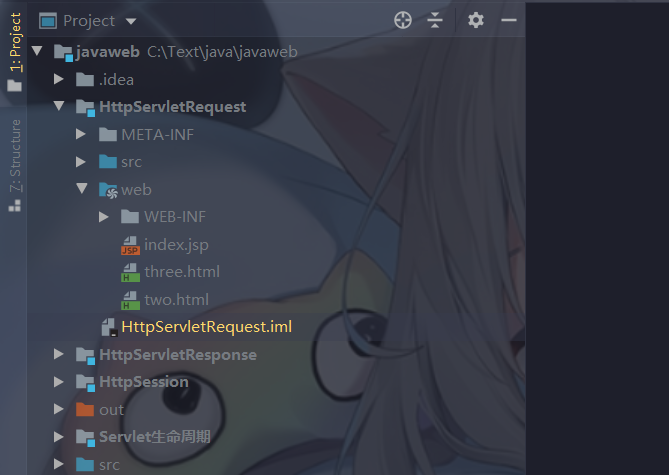 Project
1: Project
7: Structure
javaweb C:\Text\java\javaweb
.idea
HttpServletRequest
META-INF
src
web
WEB-INF
index.jsp
three.html
two.html
HttpServletRequest.iml
HttpServletResponse
HttpSession
out
Servlet生命周期
src